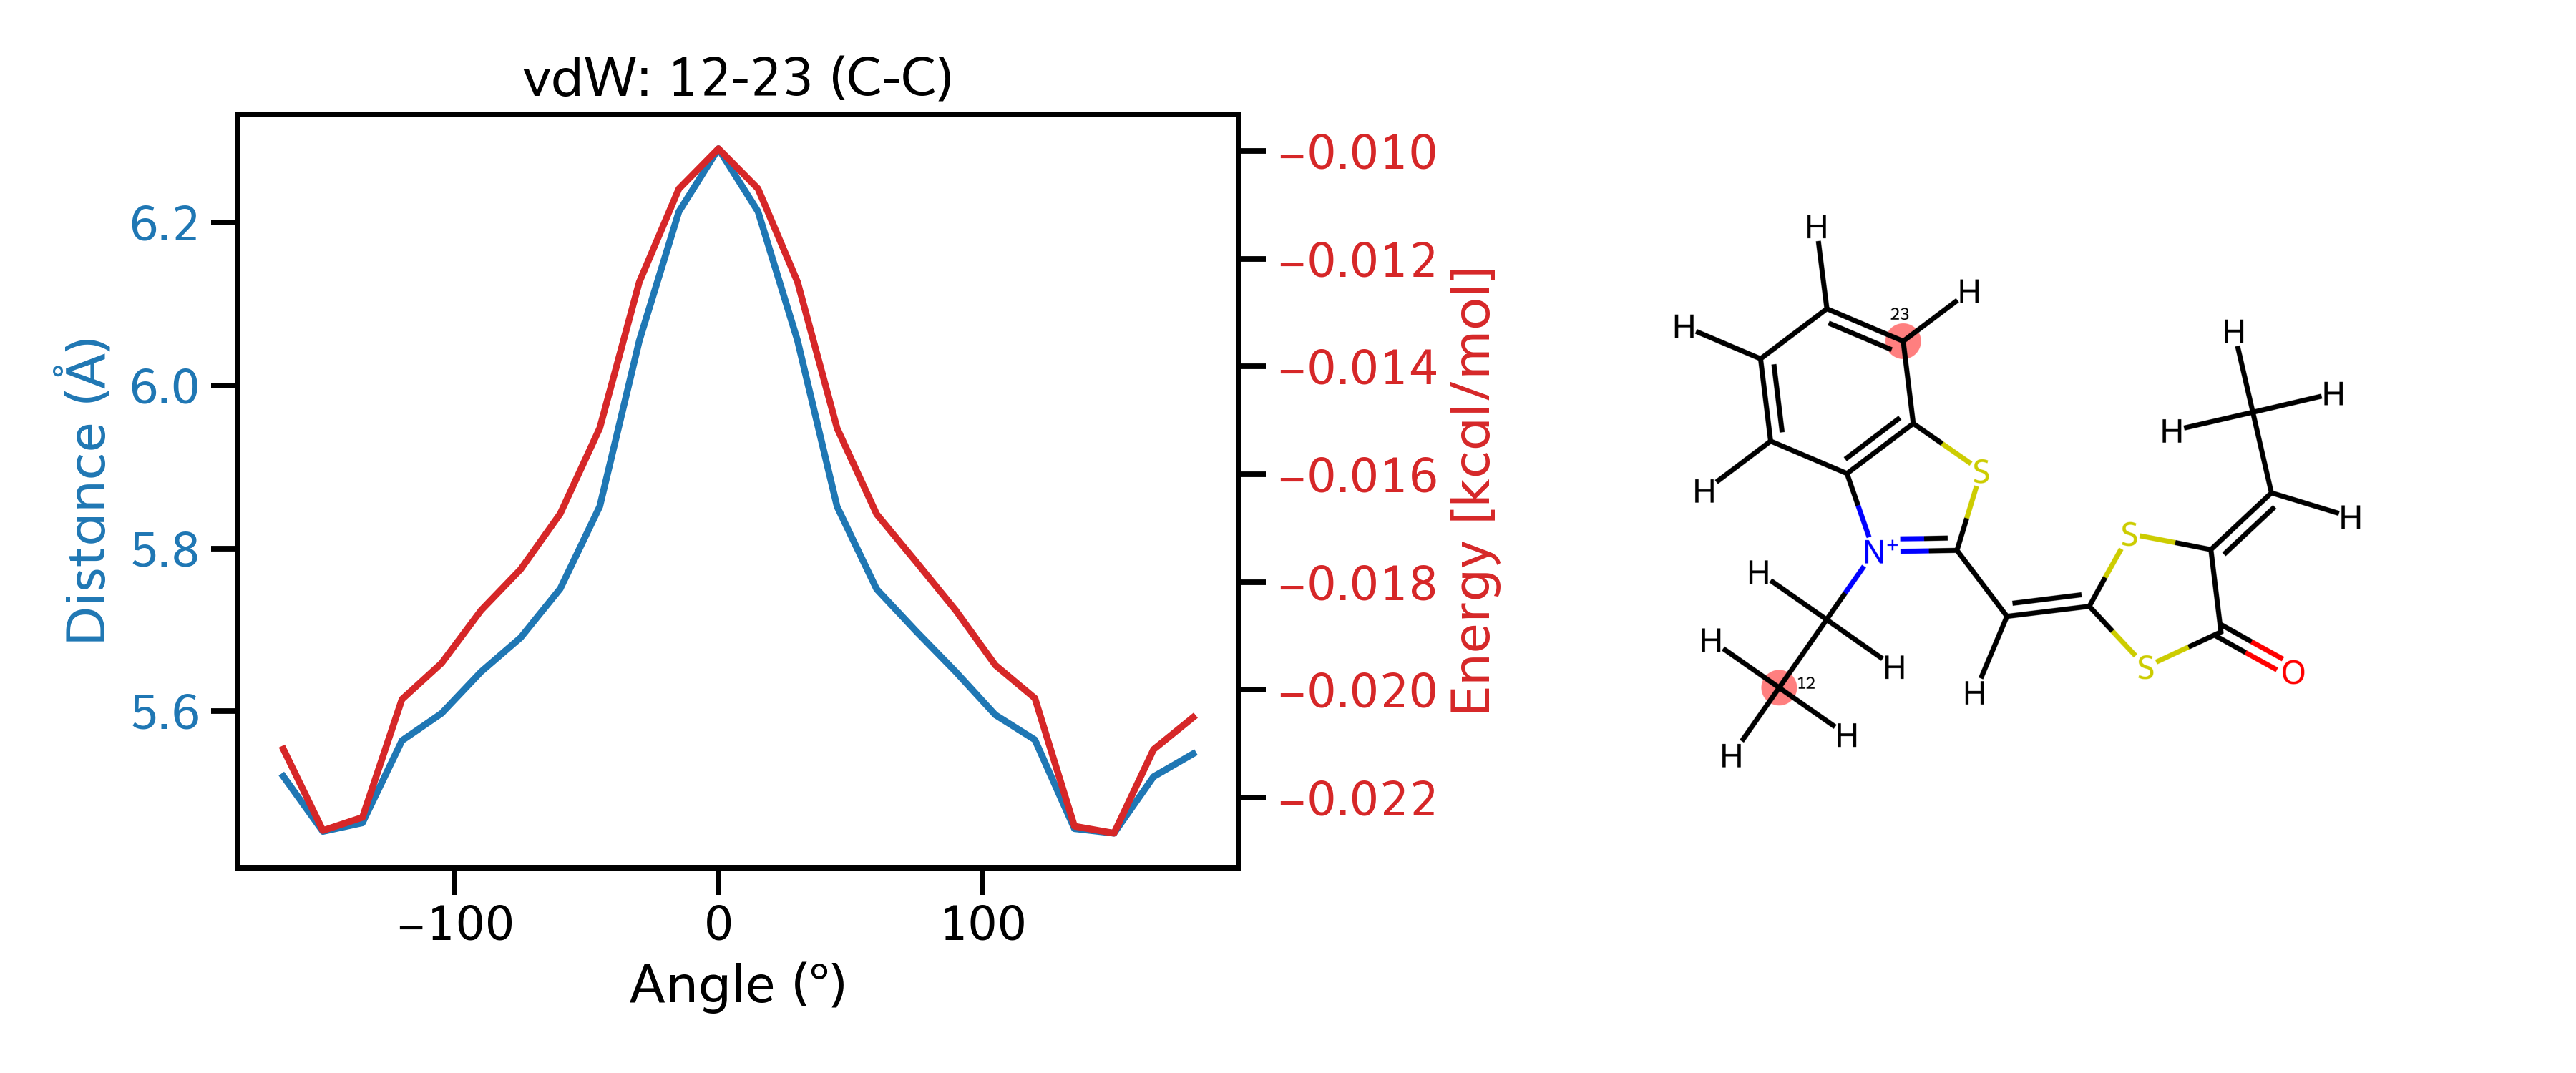 vdW: 12-23 (C-C)
Distance (Å)
6.2
6.0
5.8
5.6
−0.010
−0.012
−0.014
−0.016
−0.018
−0.020
−0.022
Energy [kcal/mol]
−100
0
100
Angle (°)
H
H
23
H
H
H
S
N⁺
H
H
H
12
H
H
H
S
S
O
H
H
H
H